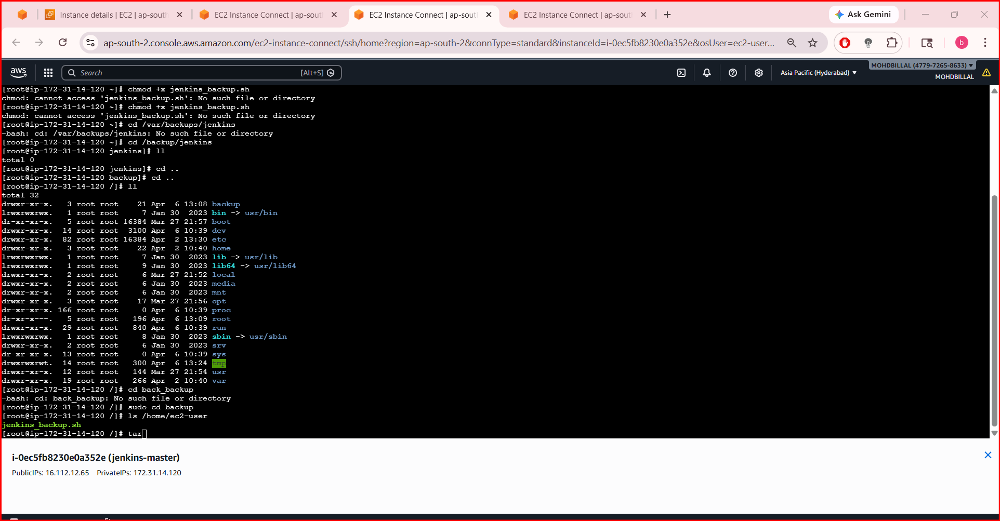 Instance details | EC2 | ap-south
EC2 Instance Connect | ap-sout
EC2 Instance Connect | ap-sout
EC2 Instance Connect | ap-sout
Ask Gemini
ap-south-2.console.aws.amazon.com/ec2-instance-connect/ssh/home?region=ap-south-2&connType=standard&instanceId=i-0ec5fb8230e0a352e&osUser=ec2-user...
b
aws
Search
[Alt+S]
Asia Pacific (Hyderabad)
MOHDBILLAL (4779-7265-8633)
MOHDBILLAL
[root@ip-172-31-14-120 ~]# chmod +x jenkins_backup.sh
chmod: cannot access 'jenkins_backup.sh': No such file or directory
[root@ip-172-31-14-120 ~]# chmod +x jenkins_backup.sh
chmod: cannot access 'jenkins_backup.sh': No such file or directory
[root@ip-172-31-14-120 ~]# cd /var/backups/jenkins
-bash: cd: /var/backups/jenkins: No such file or directory
[root@ip-172-31-14-120 ~]# cd /backup/jenkins
[root@ip-172-31-14-120 jenkins]# ll
total 0
[root@ip-172-31-14-120 jenkins]# cd ..
[root@ip-172-31-14-120 backup]# cd ..
[root@ip-172-31-14-120 /]# ll
total 32
drwxr-xr-x.   3 root root    21 Apr  6 13:08 backup
lrwxrwxrwx.   1 root root     7 Jan 30  2023 bin -> usr/bin
dr-xr-xr-x.   5 root root 16384 Mar 27 21:57 boot
drwxr-xr-x.  14 root root  3100 Apr  6 10:39 dev
drwxr-xr-x.  82 root root 16384 Apr  2 13:30 etc
drwxr-xr-x.   3 root root    22 Apr  2 10:40 home
lrwxrwxrwx.   1 root root     7 Jan 30  2023 lib -> usr/lib
lrwxrwxrwx.   1 root root     9 Jan 30  2023 lib64 -> usr/lib64
drwxr-xr-x.   2 root root     6 Mar 27 21:52 local
drwxr-xr-x.   2 root root     6 Jan 30  2023 media
drwxr-xr-x.   2 root root     6 Jan 30  2023 mnt
drwxr-xr-x.   3 root root    17 Mar 27 21:56 opt
dr-xr-xr-x. 166 root root     0 Apr  6 10:39 proc
dr-xr-x---.   5 root root   196 Apr  6 13:09 root
drwxr-xr-x.  29 root root   840 Apr  6 10:39 run
lrwxrwxrwx.   1 root root     8 Jan 30  2023 sbin -> usr/sbin
drwxr-xr-x.   2 root root     6 Jan 30  2023 srv
dr-xr-xr-x.  13 root root     0 Apr  6 10:39 sys
drwxrwxrwt.  14 root root   300 Apr  6 13:24 tmp
drwxr-xr-x.  12 root root   144 Mar 27 21:54 usr
drwxr-xr-x.  19 root root   266 Apr  2 10:40 var
[root@ip-172-31-14-120 /]# cd back_backup
-bash: cd: back_backup: No such file or directory
[root@ip-172-31-14-120 /]# sudo cd backup
[root@ip-172-31-14-120 /]# ls /home/ec2-user
jenkins_backup.sh
[root@ip-172-31-14-120 /]# tar
i-0ec5fb8230e0a352e (jenkins-master)
PublicIPs: 16.112.12.65    PrivateIPs: 172.31.14.120